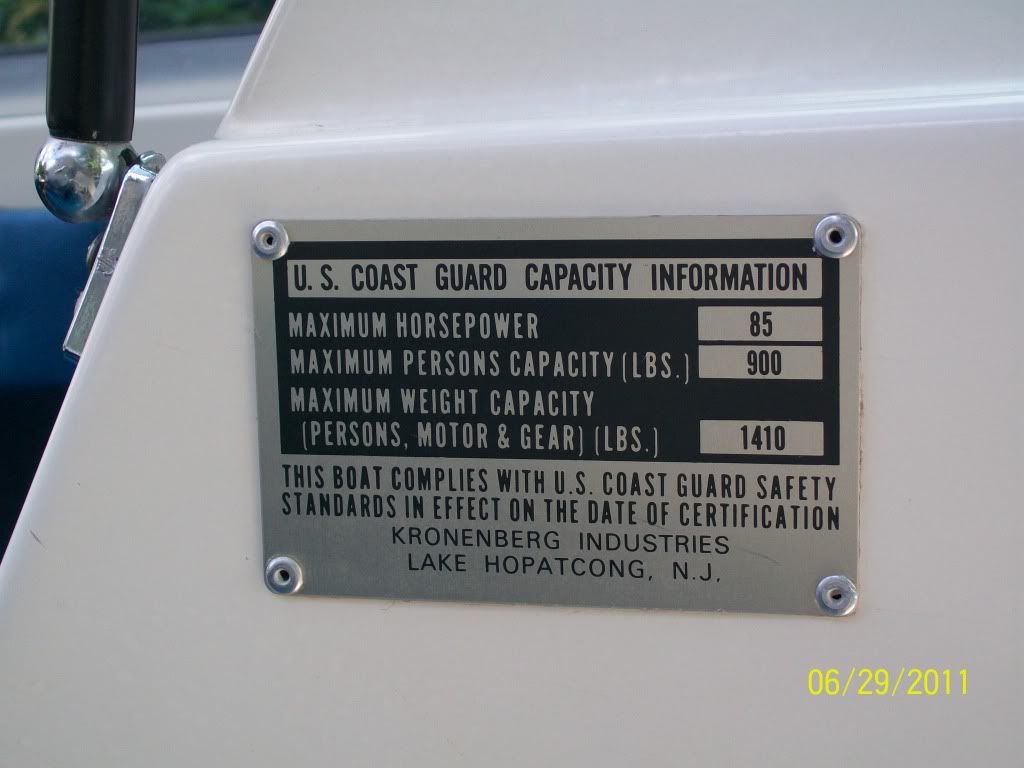 U.S. COAST GUARD CAPACITY INFORMATION
MAXIMUM HORSEPOWER 85
MAXIMUM PERSONS CAPACITY (LBS.) 900
MAXIMUM WEIGHT CAPACITY
(PERSONS, MOTOR & GEAR) (LBS.) 1410
THIS BOAT COMPLIES WITH U.S. COAST GUARD SAFETY
STANDARDS IN EFFECT ON THE DATE OF CERTIFICATION
KRONENBERG INDUSTRIES
LAKE HOPATCONG, N.J.
06/29/2011